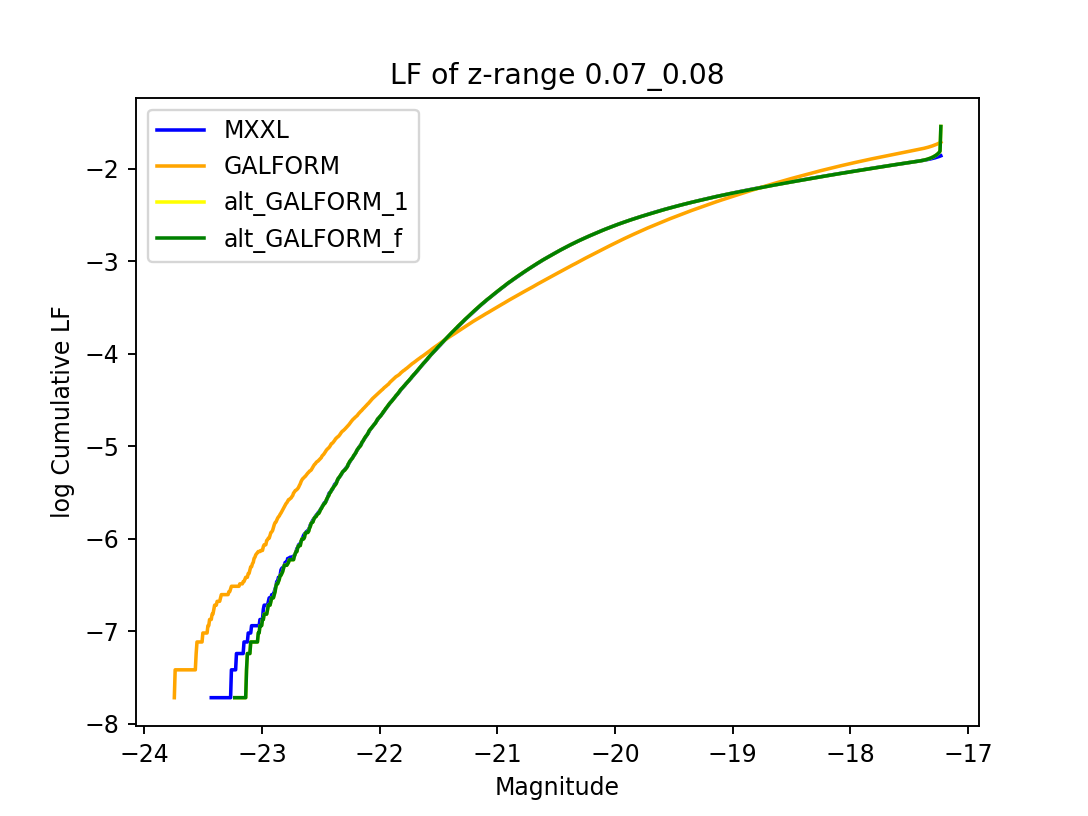 LF of z-range 0.07_0.08
MXXL
GALFORM
alt_GALFORM_1
alt_GALFORM_f
log Cumulative LF
−2
−3
−4
−5
−6
−7
−8
−24 −23 −22 −21 −20 −19 −18 −17
Magnitude